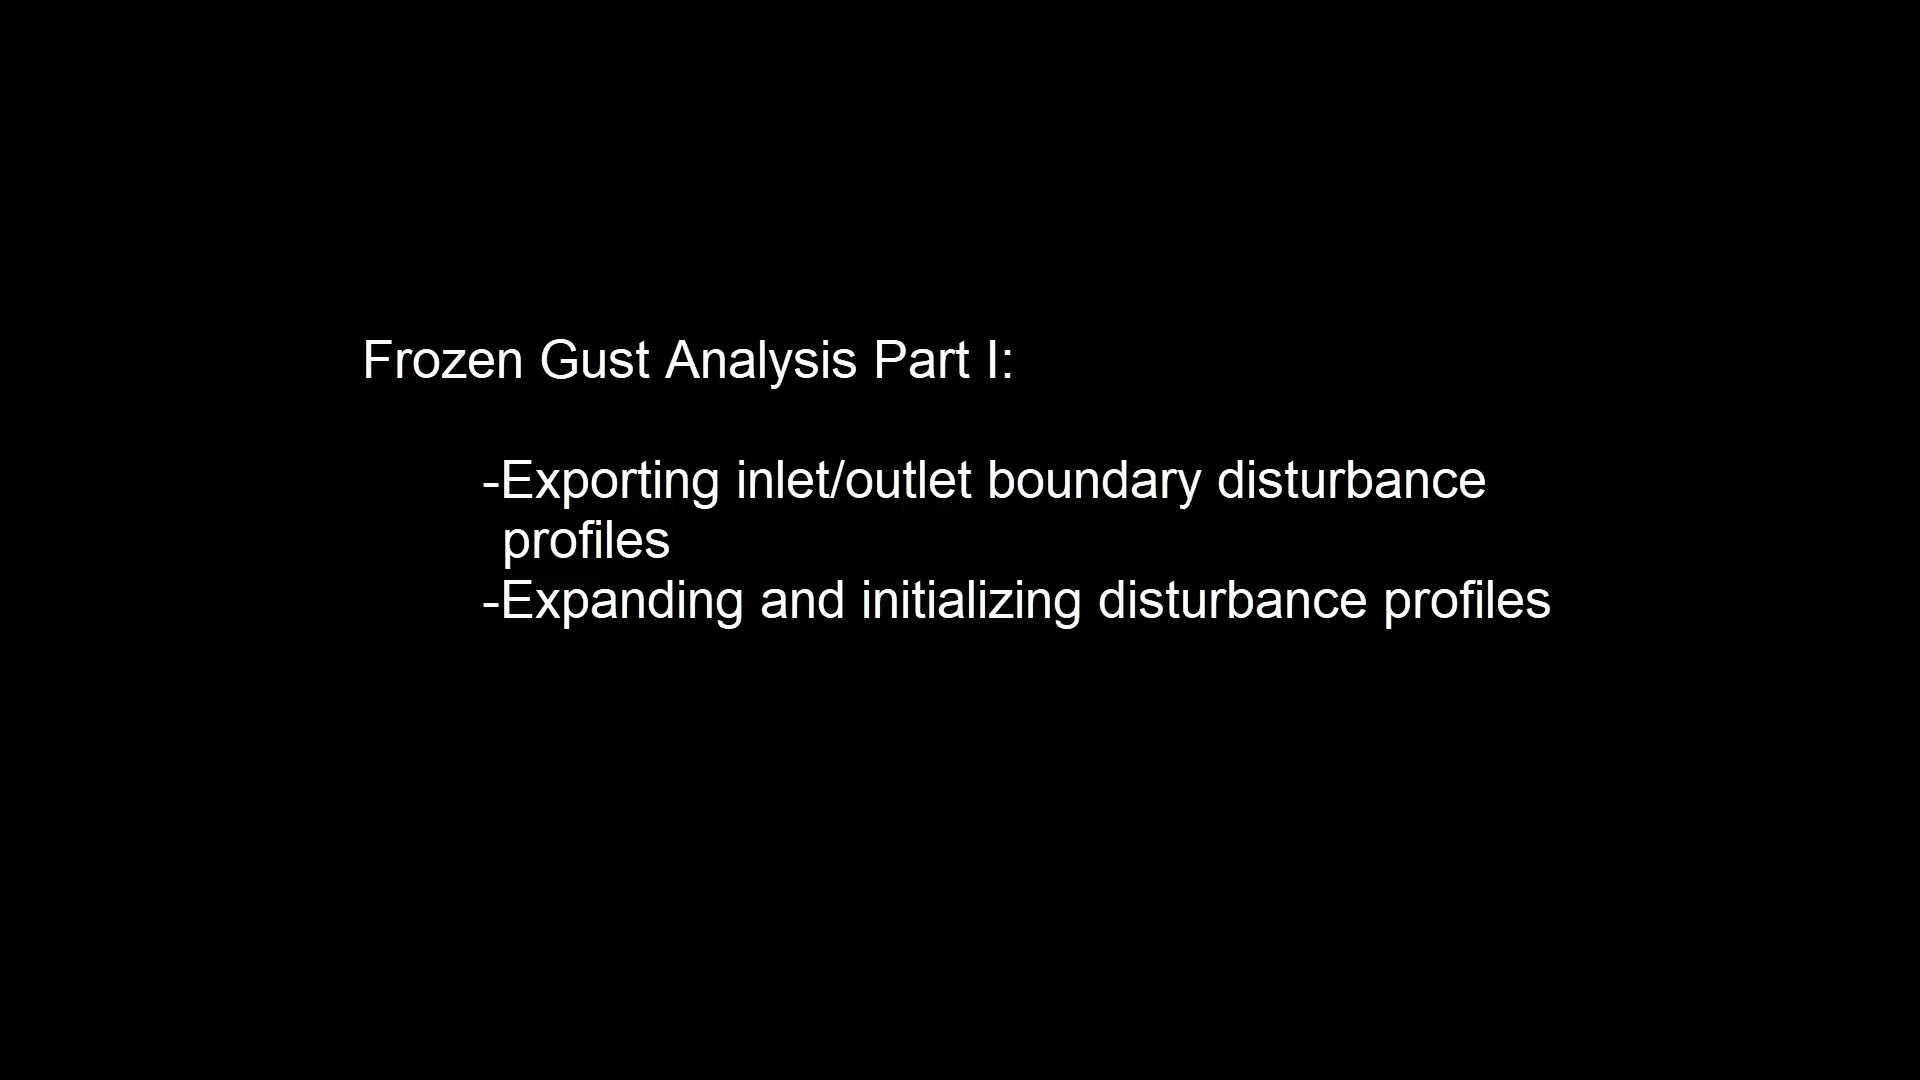 Frozen Gust Analysis Part I:
-Exporting inlet/outlet boundary disturbance
profiles
-Expanding and initializing disturbance profiles